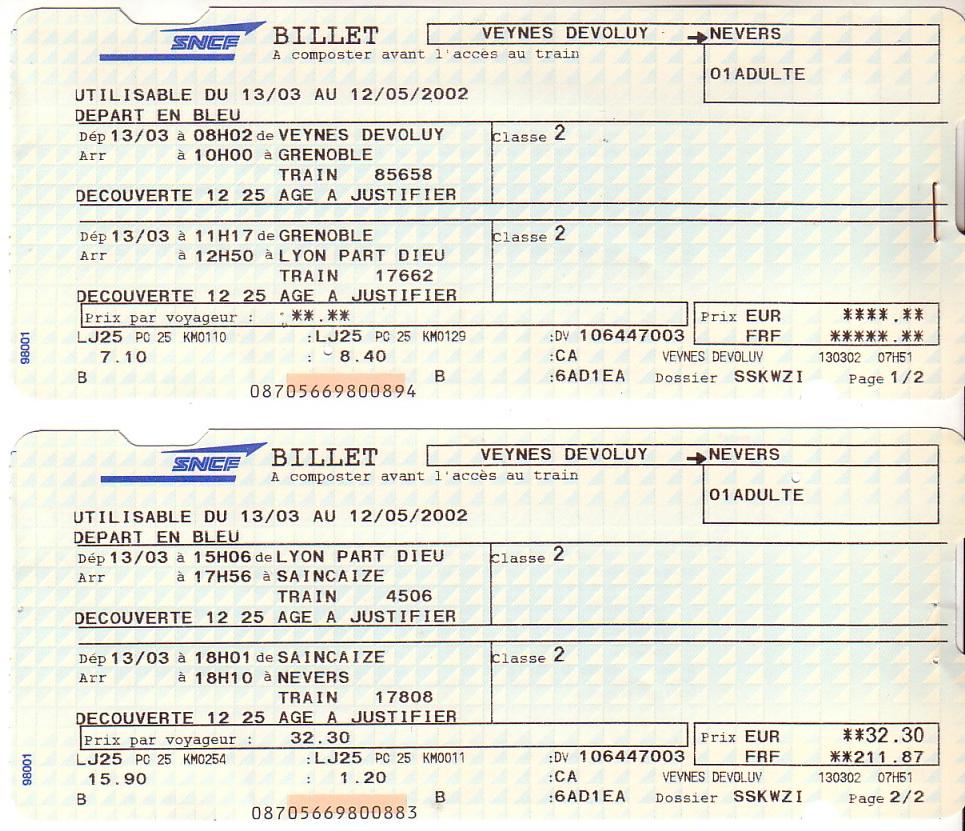 SNCF BILLET VEYNES DEVOLUY → NEVERS
A composter avant l'accès au train
01ADULTE
UTILISABLE DU 13/03 AU 12/05/2002
DEPART EN BLEU
Dép 13/03 à 08H02 de VEYNES DEVOLUY Classe 2
Arr à 10H00 à GRENOBLE
TRAIN 85658
DECOUVERTE 12 25 AGE A JUSTIFIER
Dép 13/03 à 11H17 de GRENOBLE Classe 2
Arr à 12H50 à LYON PART DIEU
TRAIN 17662
DECOUVERTE 12 25 AGE A JUSTIFIER
Prix par voyageur : **.** Prix EUR ****.**
FRF *****.**
LJ25 PC 25 KM0110 :LJ25 PC 25 KM0129 :DV 106447003
7.10 : 8.40 :CA VEYNES DEVOLUY 130302 07H51
B B :6AD1EA Dossier SSKWZI Page 1/2
08705669800894
98001
SNCF BILLET VEYNES DEVOLUY → NEVERS
A composter avant l'accès au train
01ADULTE
UTILISABLE DU 13/03 AU 12/05/2002
DEPART EN BLEU
Dép 13/03 à 15H06 de LYON PART DIEU Classe 2
Arr à 17H56 à SAINCAIZE
TRAIN 4506
DECOUVERTE 12 25 AGE A JUSTIFIER
Dép 13/03 à 18H01 de SAINCAIZE Classe 2
Arr à 18H10 à NEVERS
TRAIN 17808
DECOUVERTE 12 25 AGE A JUSTIFIER
Prix par voyageur : 32.30 Prix EUR **32.30
FRF **211.87
LJ25 PC 25 KM0254 :LJ25 PC 25 KM0011 :DV 106447003
15.90 : 1.20 :CA VEYNES DEVOLUY 130302 07H51
B B :6AD1EA Dossier SSKWZI Page 2/2
08705669800883
98001